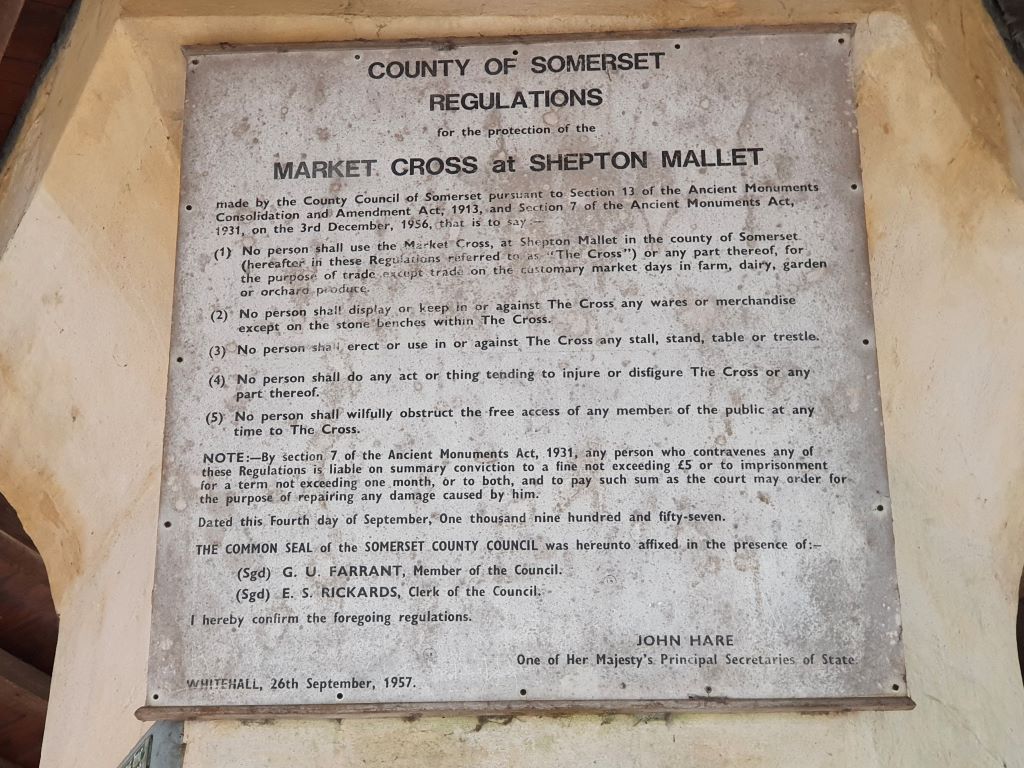 COUNTY OF SOMERSET
REGULATIONS
for the protection of the
MARKET CROSS at SHEPTON MALLET
made by the County Council of Somerset pursuant to Section 13 of the Ancient Monuments
Consolidation and Amendment Act, 1913, and Section 7 of the Ancient Monuments Act,
1931, on the 3rd December, 1956, that is to say:—
(1) No person shall use the Market Cross, at Shepton Mallet in the county of Somerset
(hereafter in these Regulations referred to as "The Cross") or any part thereof, for
the purpose of trade except trade on the customary market days in farm, dairy, garden
or orchard produce.
(2) No person shall display or keep in or against The Cross any wares or merchandise
except on the stone benches within The Cross.
(3) No person shall erect or use in or against The Cross any stall, stand, table or trestle.
(4) No person shall do any act or thing tending to injure or disfigure The Cross or any
part thereof.
(5) No person shall wilfully obstruct the free access of any member of the public at any
time to The Cross.
NOTE:—By section 7 of the Ancient Monuments Act, 1931, any person who contravenes any of
these Regulations is liable on summary conviction to a fine not exceeding £5 or to imprisonment
for a term not exceeding one month, or to both, and to pay such sum as the court may order for
the purpose of repairing any damage caused by him.
Dated this Fourth day of September, One thousand nine hundred and fifty-seven.
THE COMMON SEAL of the SOMERSET COUNTY COUNCIL was hereunto affixed in the presence of:—
(Sgd) G. U. FARRANT, Member of the Council.
(Sgd) E. S. RICKARDS, Clerk of the Council.
I hereby confirm the foregoing regulations.
JOHN HARE
One of Her Majesty's Principal Secretaries of State.
WHITEHALL, 26th September, 1957.